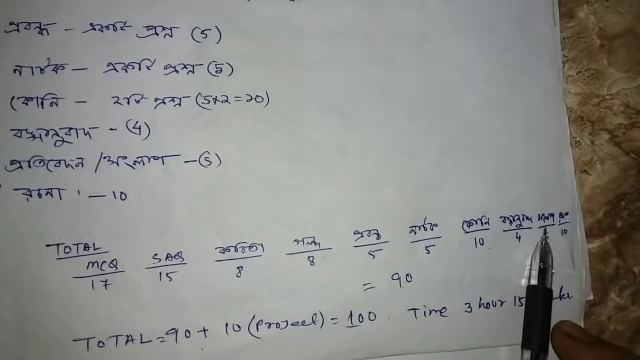 প্রবন্ধ - একটি প্রশ্ন (5)
নাটক - একটি প্রশ্ন (5)
কোনি - ২টি প্রশ্ন (5×2=10)
বঙ্গানুবাদ - (4)
প্রতিবেদন / সংলাপ - (5)
রচনা :- 10
TOTAL
MCQ SAQ কবিতা গল্প প্রবন্ধ নাটক কোনি বঙ্গানুবাদ
17 15 8 8 5 5 10 4 10
= 90
TOTAL = 90 + 10 (Project) = 100. Time 3 hour 15